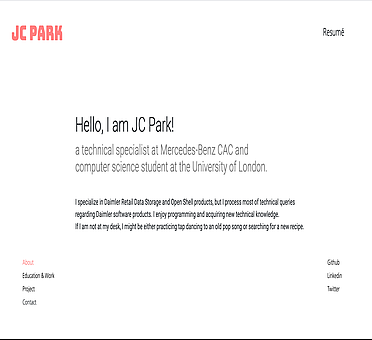 JC PARK
Resumé
Hello, I am JC Park!
a technical specialist at Mercedes-Benz CAC and
computer science student at the University of London.
I specialize in Daimler Retail Data Storage and Open Shell products, but I process most of technical queries
regarding Daimler software products. I enjoy programming and acquiring new technical knowledge.
If I am not at my desk, I might be either practicing tap dancing to an old pop song or searching for a new recipe.
About
Education & Work
Project
Contact
Github
Linkedin
Twitter